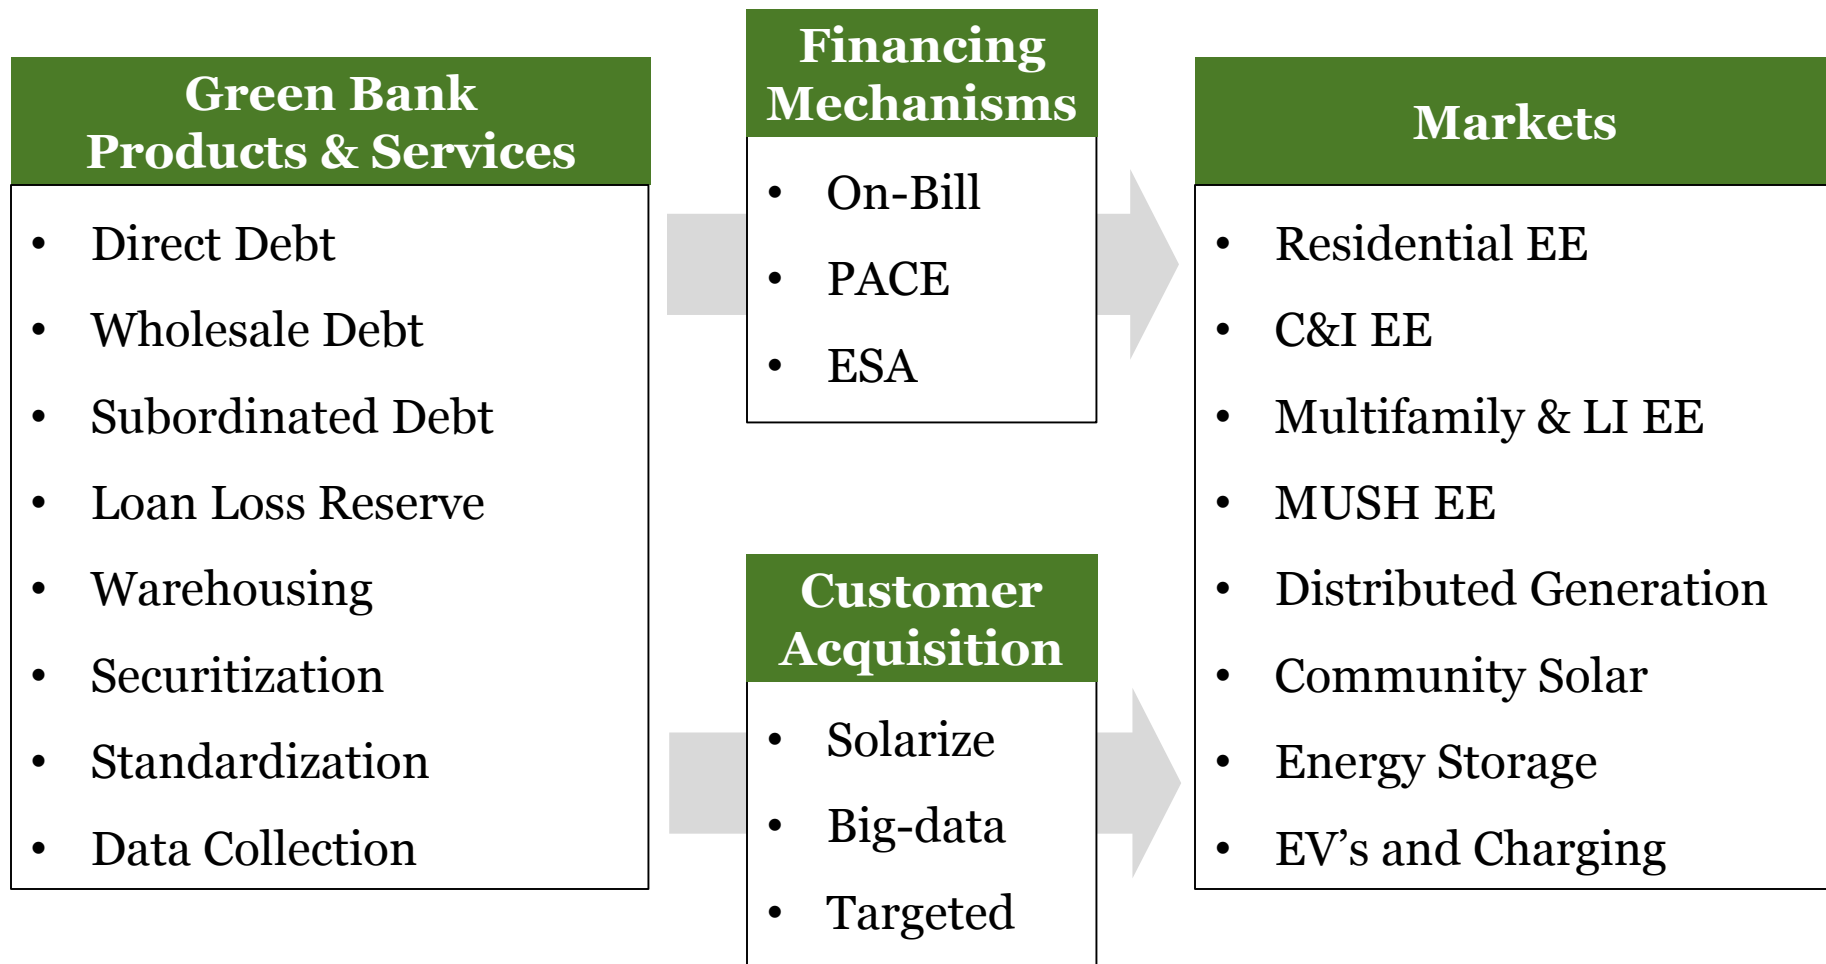 Green Bank
Products & Services
• Direct Debt
• Wholesale Debt
• Subordinated Debt
• Loan Loss Reserve
• Warehousing
• Securitization
• Standardization
• Data Collection
Financing
Mechanisms
• On-Bill
• PACE
• ESA
Customer
Acquisition
• Solarize
• Big-data
• Targeted
Markets
• Residential EE
• C&I EE
• Multifamily & LI EE
• MUSH EE
• Distributed Generation
• Community Solar
• Energy Storage
• EV’s and Charging